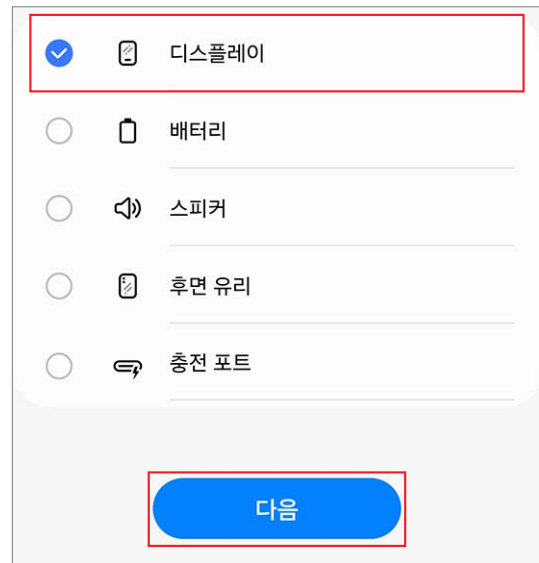 디스플레이
배터리
스피커
후면 유리
충전 포트
다음